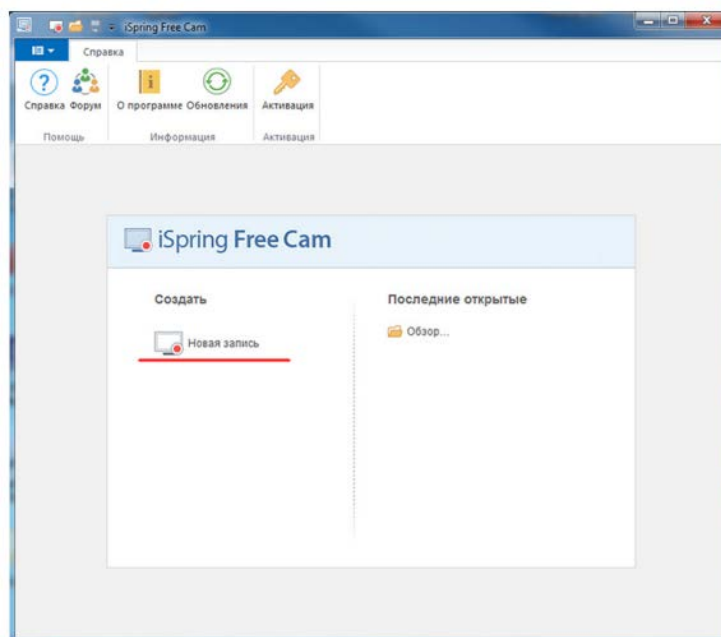 iSpring Free Cam
Справка
Справка Форум О программе Обновления Активация
Помощь Информация Активация
iSpring Free Cam
Создать Последние открытые
Новая запись Обзор...